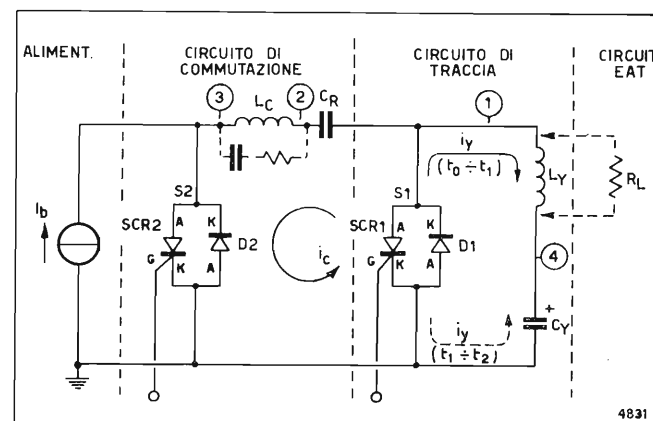 ALIMENT.
CIRCUITO DI
COMMUTAZIONE
CIRCUITO DI
TRACCIA
CIRCUIT
EAT
3
LC
2
CR
1
iy
(t0 ÷ t1)
LY
RL
S2
S1
Ib
SCR2
A
K
D2
G
K
A
ic
SCR1
A
K
D1
G
K
A
4
iy
(t1 ÷ t2)
+
CY
4831